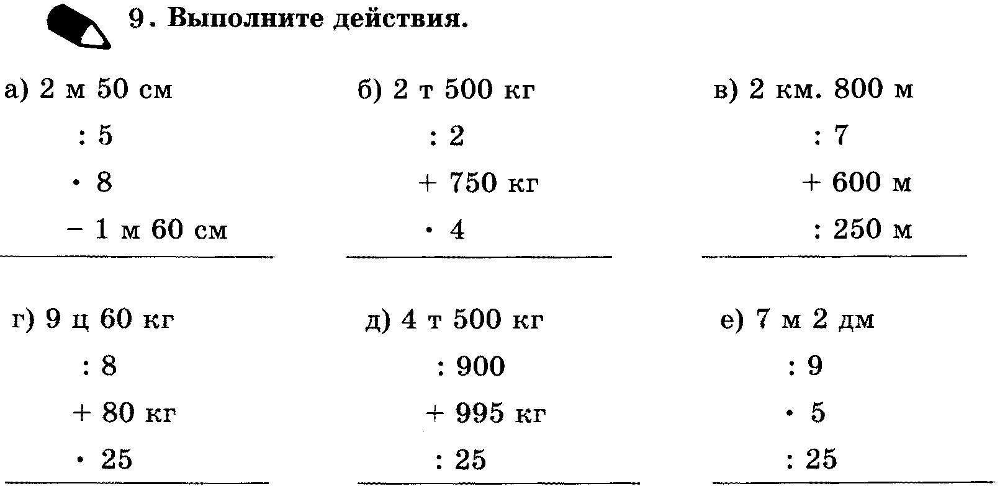 9. Выполните действия.
а) 2 м 50 см
: 5
· 8
– 1 м 60 см
б) 2 т 500 кг
: 2
+ 750 кг
· 4
в) 2 км. 800 м
: 7
+ 600 м
: 250 м
г) 9 ц 60 кг
: 8
+ 80 кг
· 25
д) 4 т 500 кг
: 900
+ 995 кг
: 25
е) 7 м 2 дм
: 9
· 5
: 25